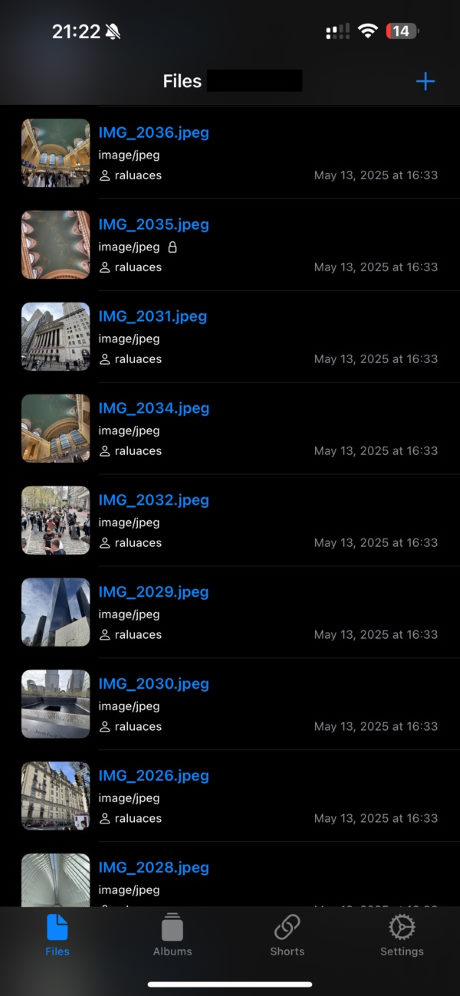 21:22
14
Files
IMG_2036.jpeg
image/jpeg
raluaces
May 13, 2025 at 16:33
IMG_2035.jpeg
image/jpeg
raluaces
May 13, 2025 at 16:33
IMG_2031.jpeg
image/jpeg
raluaces
May 13, 2025 at 16:33
IMG_2034.jpeg
image/jpeg
raluaces
May 13, 2025 at 16:33
IMG_2032.jpeg
image/jpeg
raluaces
May 13, 2025 at 16:33
IMG_2029.jpeg
image/jpeg
raluaces
May 13, 2025 at 16:33
IMG_2030.jpeg
image/jpeg
raluaces
May 13, 2025 at 16:33
IMG_2026.jpeg
image/jpeg
raluaces
May 13, 2025 at 16:33
IMG_2028.jpeg
image/jpeg
Files
Albums
Shorts
Settings